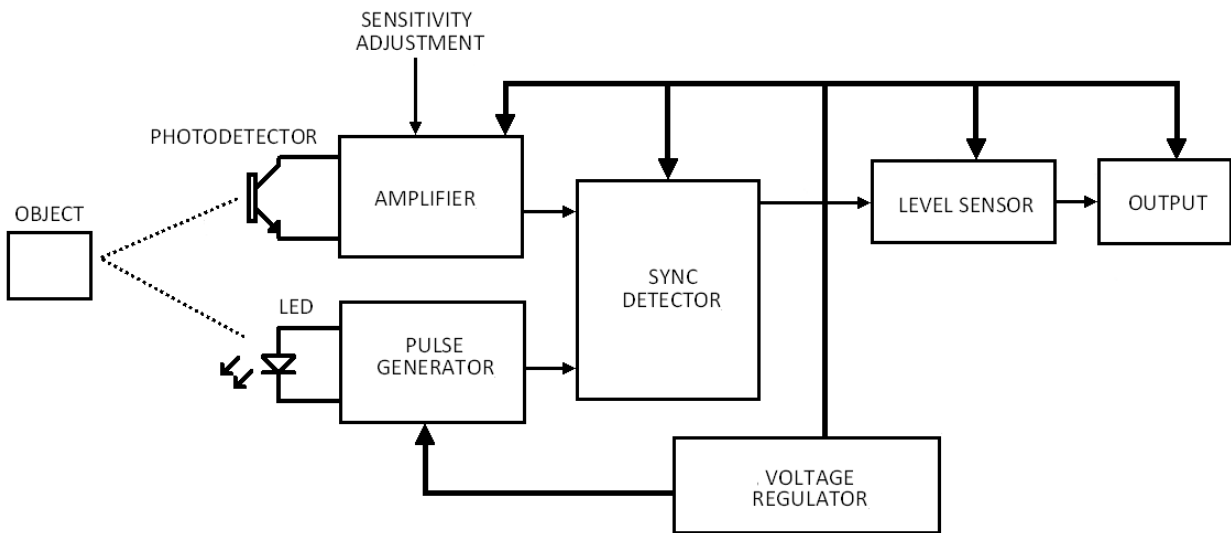 SENSITIVITY
ADJUSTMENT
PHOTODETECTOR
AMPLIFIER
OBJECT
LEVEL SENSOR
OUTPUT
SYNC
DETECTOR
LED
PULSE
GENERATOR
VOLTAGE
REGULATOR